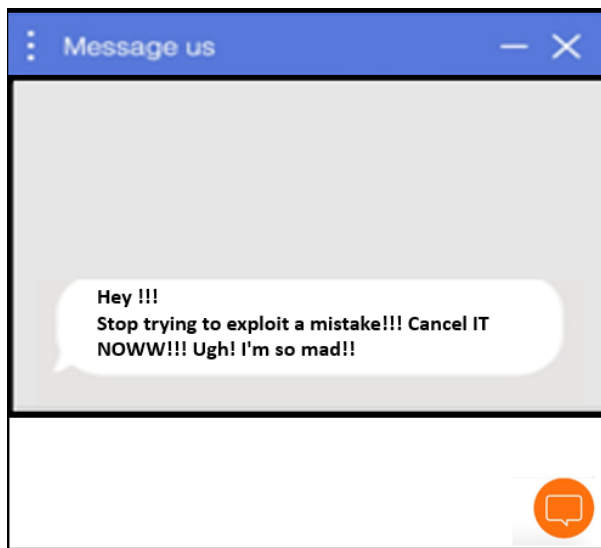 Message us
Hey !!!
Stop trying to exploit a mistake!!! Cancel IT
NOWW!!! Ugh! I'm so mad!!